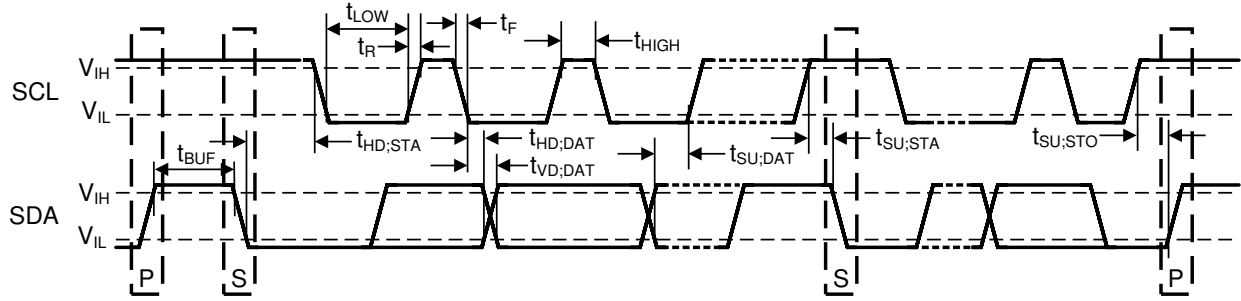 tLOW
tF
tR
tHIGH
VIH
SCL
VIL
tHD;STA
tHD;DAT
tSU;STA
tSU;STO
tBUF
tVD;DAT
tSU;DAT
VIH
SDA
VIL
P
S
S
P